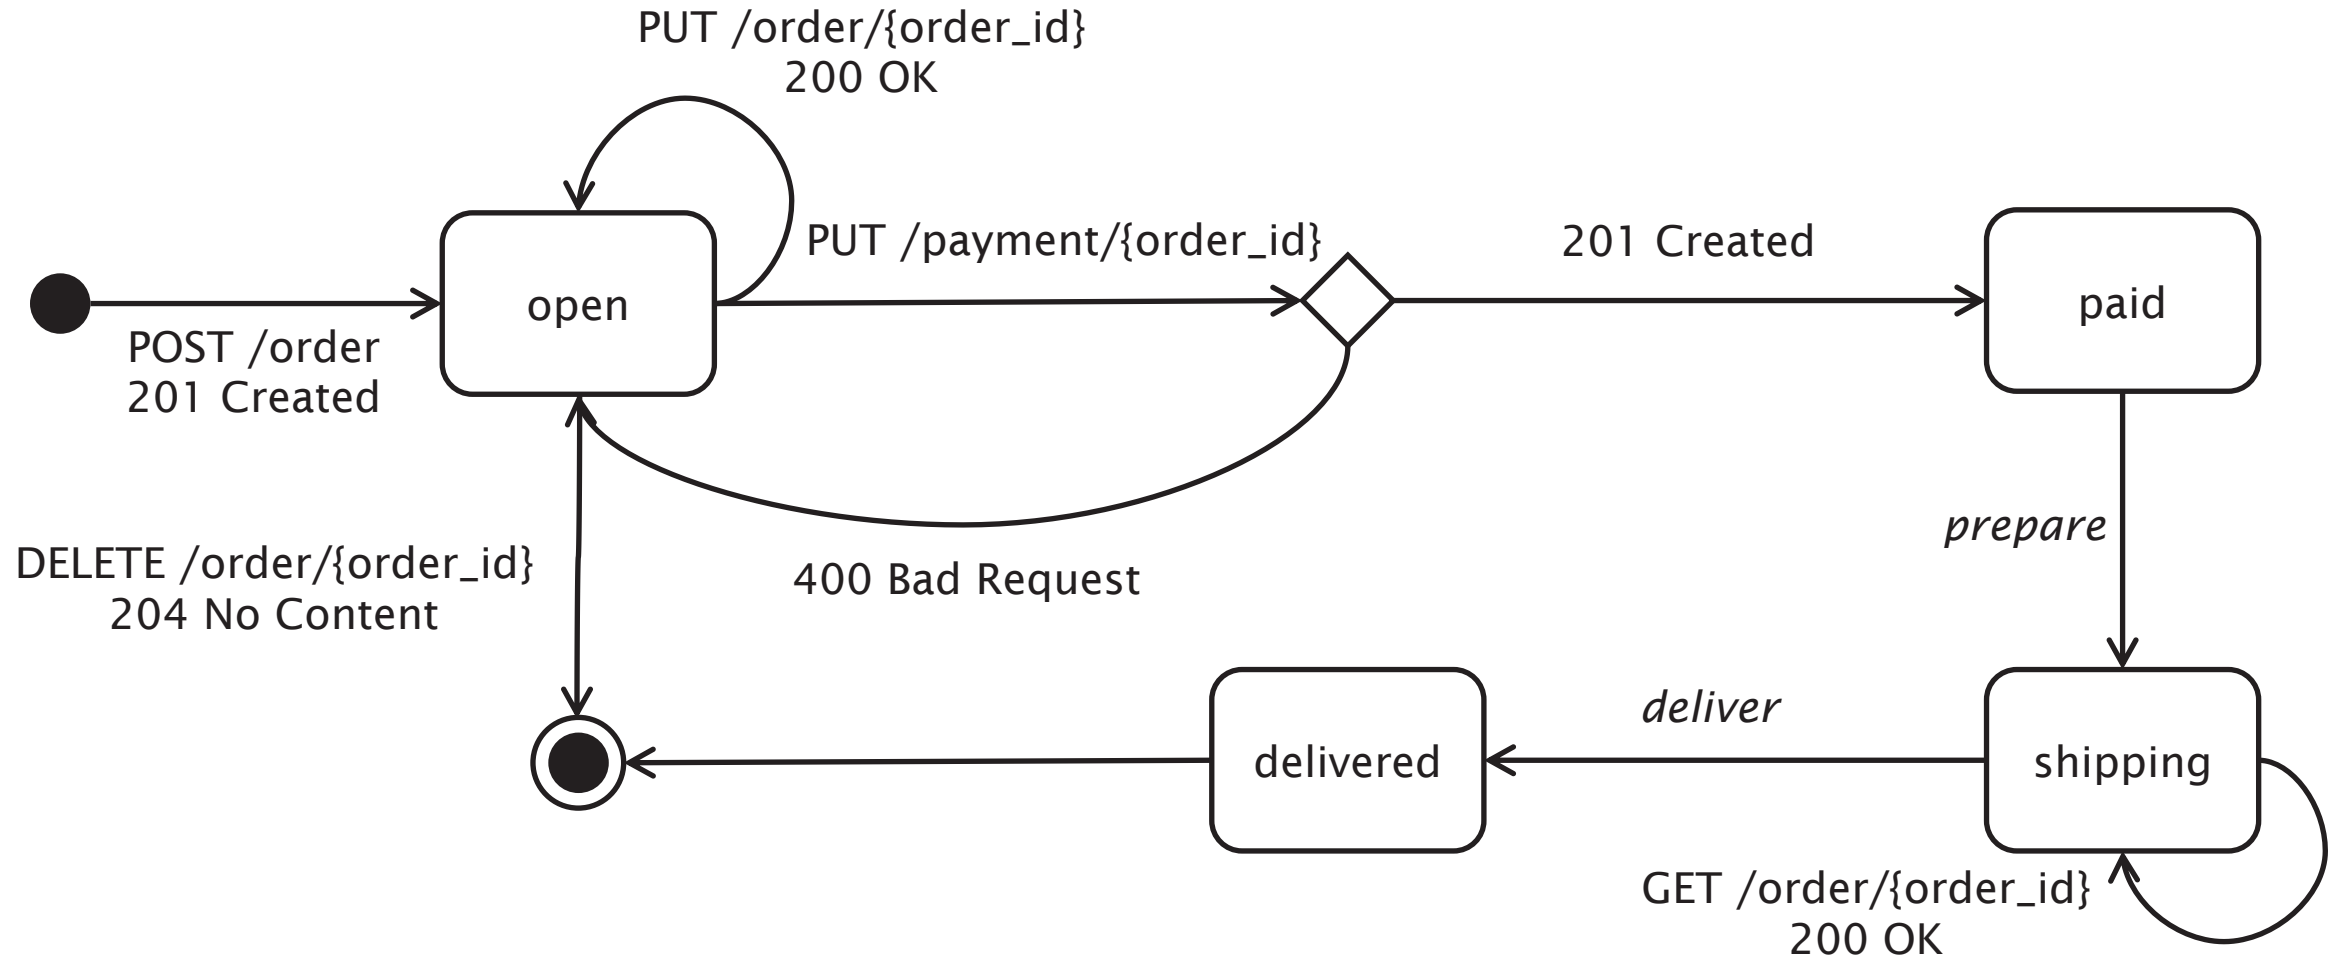 PUT /order/{order_id}
200 OK
PUT /payment/{order_id}
201 Created
open
paid
POST /order
201 Created
prepare
DELETE /order/{order_id}
204 No Content
400 Bad Request
deliver
delivered
shipping
GET /order/{order_id}
200 OK